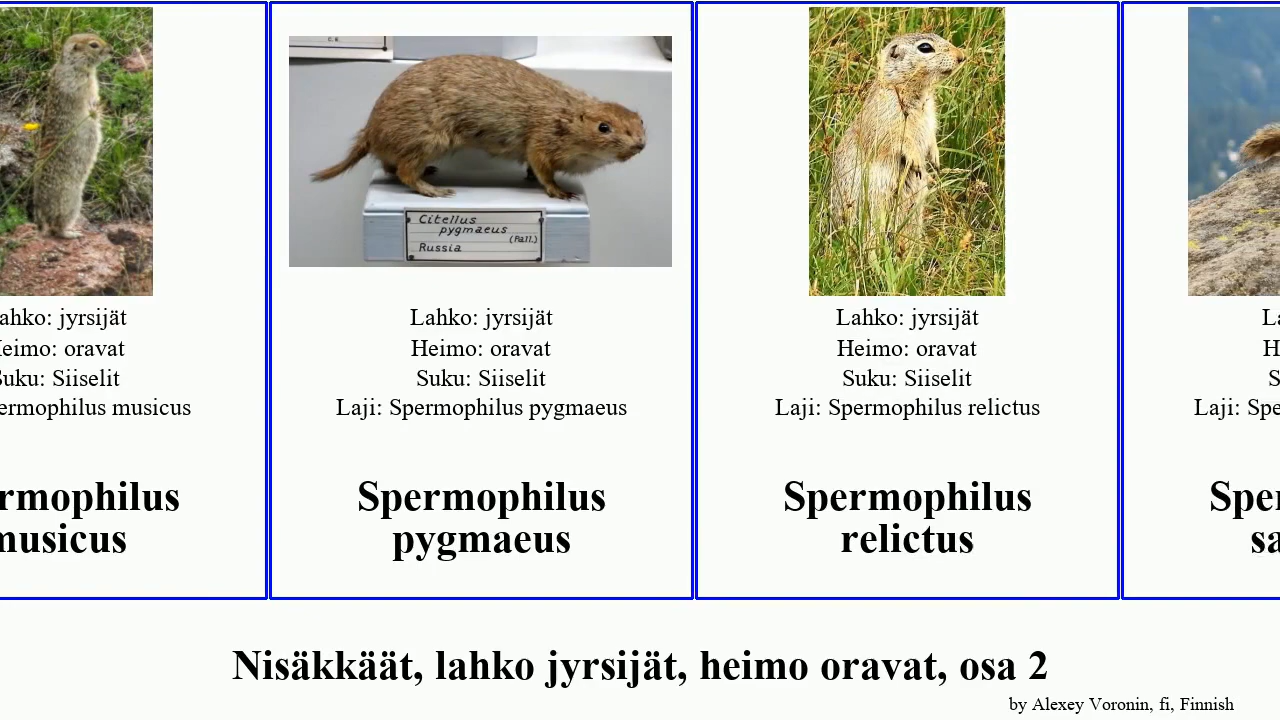 ahko: jyrsijät
eimo: oravat
Suku: Siiselit
ermophilus musicus
rmophilus
musicus
C. B.
Citellus
pygmaeus
(Pall.)
Russia
Lahko: jyrsijät
Heimo: oravat
Suku: Siiselit
Laji: Spermophilus pygmaeus
Spermophilus
pygmaeus
Lahko: jyrsijät
Heimo: oravat
Suku: Siiselit
Laji: Spermophilus relictus
Spermophilus
relictus
La
H
S
Laji: Spe
Sper
sa
Nisäkkäät, lahko jyrsijät, heimo oravat, osa 2
by Alexey Voronin, fi, Finnish